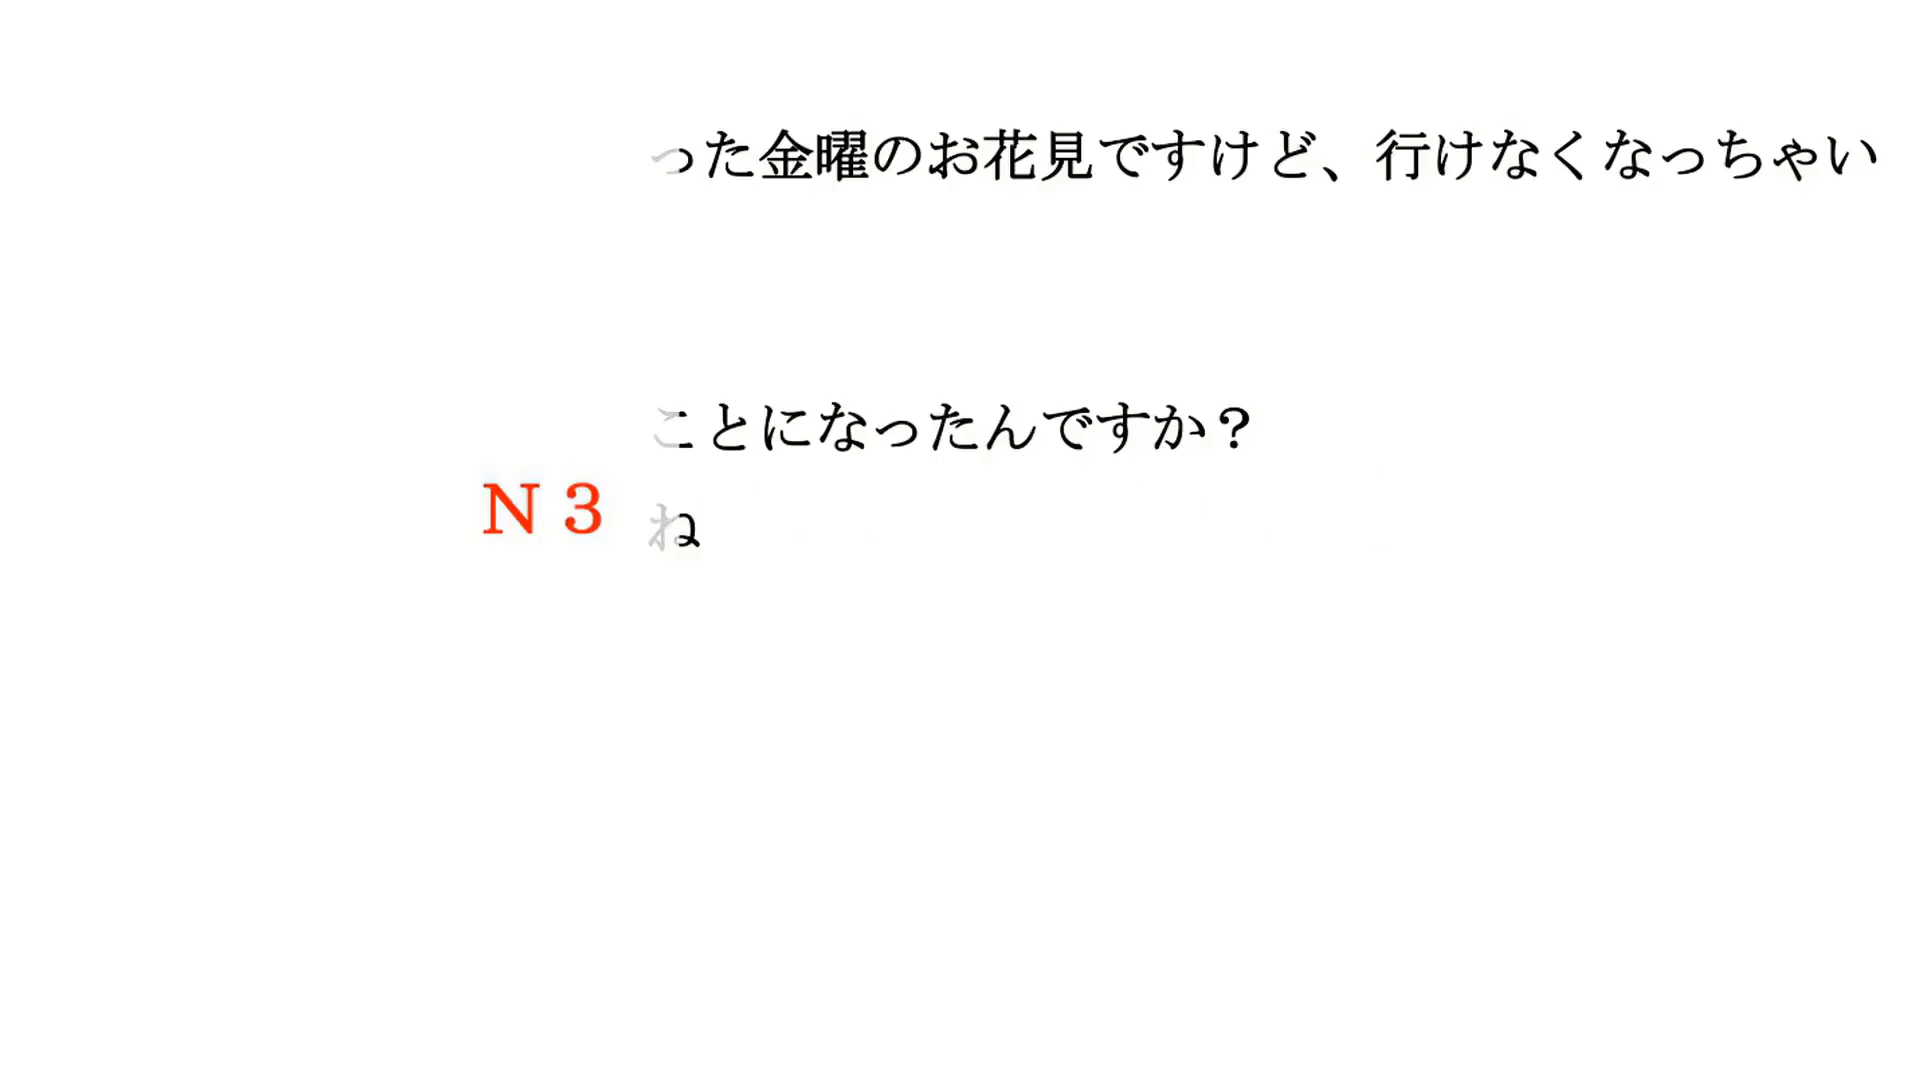 った金曜のお花見ですけど、行けなくなっちゃい
ことになったんですか？
N３
ね